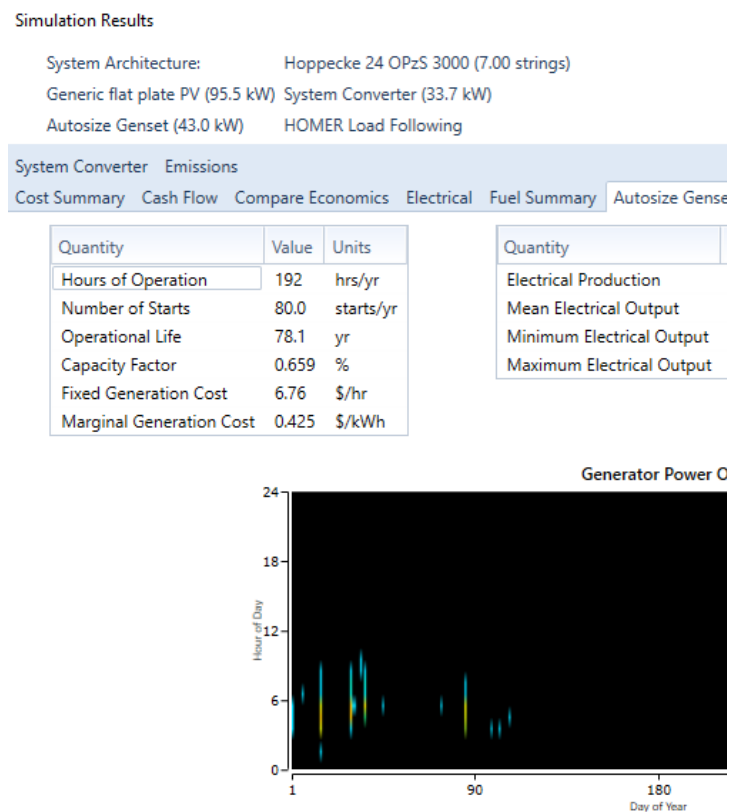 Simulation Results
System Architecture: Hoppecke 24 OPzS 3000 (7.00 strings)
Generic flat plate PV (95.5 kW) System Converter (33.7 kW)
Autosize Genset (43.0 kW) HOMER Load Following
System Converter Emissions
Cost Summary Cash Flow Compare Economics Electrical Fuel Summary Autosize Gense
Quantity Value Units
Hours of Operation 192 hrs/yr
Number of Starts 80.0 starts/yr
Operational Life 78.1 yr
Capacity Factor 0.659 %
Fixed Generation Cost 6.76 $/hr
Marginal Generation Cost 0.425 $/kWh
Quantity
Electrical Production
Mean Electrical Output
Minimum Electrical Output
Maximum Electrical Output
Generator Power O
24
18
12
6
0
Hour of Day
1 90 180
Day of Year